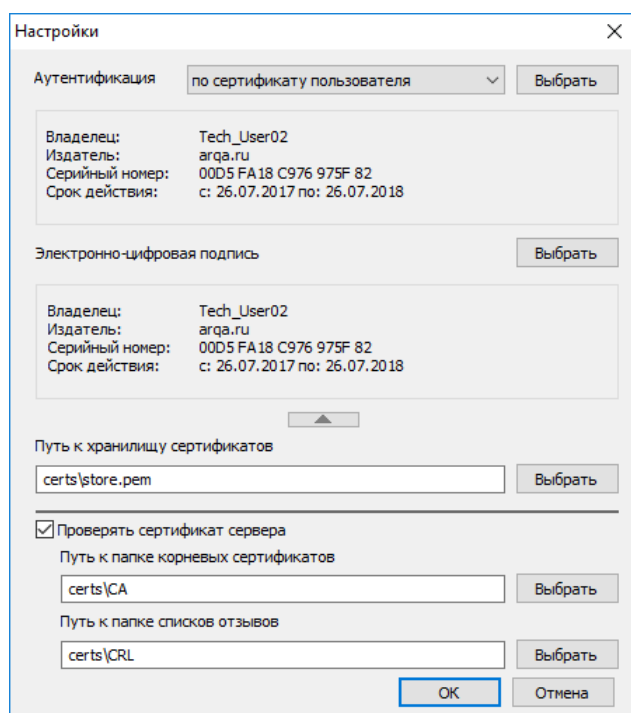 Настройки
Аутентификация по сертификату пользователя Выбрать
Владелец: Tech_User02
Издатель: arqa.ru
Серийный номер: 00D5 FA18 C976 975F 82
Срок действия: с: 26.07.2017 по: 26.07.2018
Электронно-цифровая подпись Выбрать
Владелец: Tech_User02
Издатель: arqa.ru
Серийный номер: 00D5 FA18 C976 975F 82
Срок действия: с: 26.07.2017 по: 26.07.2018
Путь к хранилищу сертификатов
certs\store.pem Выбрать
Проверять сертификат сервера
Путь к папке корневых сертификатов
certs\CA Выбрать
Путь к папке списков отзывов
certs\CRL Выбрать
OK Отмена